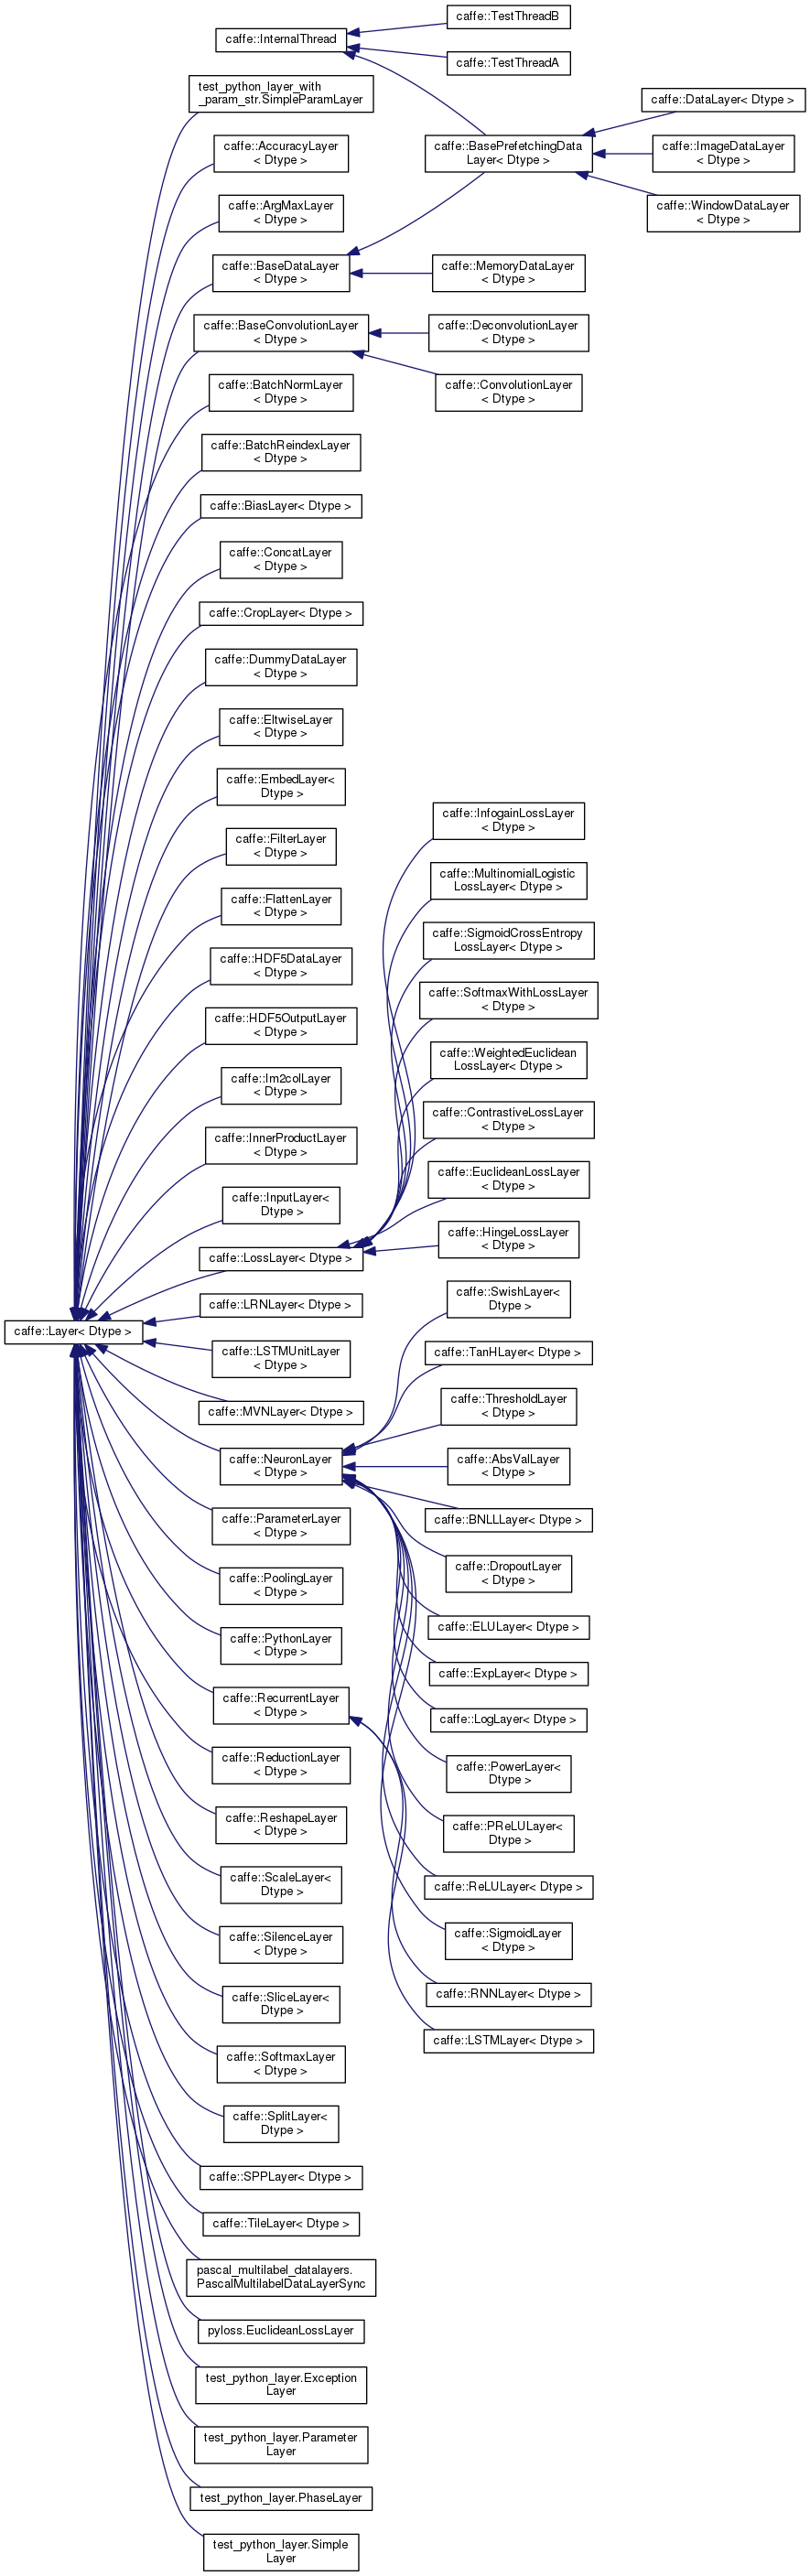 caffe::InternalThread
caffe::TestThreadB
caffe::TestThreadA
test_python_layer_with
_param_str.SimpleParamLayer
caffe::DataLayer< Dtype >
caffe::AccuracyLayer
< Dtype >
caffe::BasePrefetchingData
Layer< Dtype >
caffe::ImageDataLayer
< Dtype >
caffe::ArgMaxLayer
< Dtype >
caffe::WindowDataLayer
< Dtype >
caffe::BaseDataLayer
< Dtype >
caffe::MemoryDataLayer
< Dtype >
caffe::BaseConvolutionLayer
< Dtype >
caffe::DeconvolutionLayer
< Dtype >
caffe::BatchNormLayer
< Dtype >
caffe::ConvolutionLayer
< Dtype >
caffe::BatchReindexLayer
< Dtype >
caffe::BiasLayer< Dtype >
caffe::ConcatLayer
< Dtype >
caffe::CropLayer< Dtype >
caffe::DummyDataLayer
< Dtype >
caffe::EltwiseLayer
< Dtype >
caffe::EmbedLayer<
Dtype >
caffe::FilterLayer
< Dtype >
caffe::FlattenLayer
< Dtype >
caffe::HDF5DataLayer
< Dtype >
caffe::HDF5OutputLayer
< Dtype >
caffe::Im2colLayer
< Dtype >
caffe::InnerProductLayer
< Dtype >
caffe::InputLayer<
Dtype >
caffe::LossLayer< Dtype >
caffe::InfogainLossLayer
< Dtype >
caffe::MultinomialLogistic
LossLayer< Dtype >
caffe::SigmoidCrossEntropy
LossLayer< Dtype >
caffe::SoftmaxWithLossLayer
< Dtype >
caffe::WeightedEuclidean
LossLayer< Dtype >
caffe::ContrastiveLossLayer
< Dtype >
caffe::EuclideanLossLayer
< Dtype >
caffe::HingeLossLayer
< Dtype >
caffe::Layer< Dtype >
caffe::LRNLayer< Dtype >
caffe::LSTMUnitLayer
< Dtype >
caffe::MVNLayer< Dtype >
caffe::NeuronLayer
< Dtype >
caffe::SwishLayer<
Dtype >
caffe::TanHLayer< Dtype >
caffe::ThresholdLayer
< Dtype >
caffe::AbsValLayer
< Dtype >
caffe::BNLLLayer< Dtype >
caffe::DropoutLayer
< Dtype >
caffe::ELULayer< Dtype >
caffe::ExpLayer< Dtype >
caffe::LogLayer< Dtype >
caffe::PowerLayer<
Dtype >
caffe::PReLULayer<
Dtype >
caffe::ReLULayer< Dtype >
caffe::SigmoidLayer
< Dtype >
caffe::RNNLayer< Dtype >
caffe::LSTMLayer< Dtype >
caffe::ParameterLayer
< Dtype >
caffe::PoolingLayer
< Dtype >
caffe::PythonLayer
< Dtype >
caffe::RecurrentLayer
< Dtype >
caffe::ReductionLayer
< Dtype >
caffe::ReshapeLayer
< Dtype >
caffe::ScaleLayer<
Dtype >
caffe::SilenceLayer
< Dtype >
caffe::SliceLayer<
Dtype >
caffe::SoftmaxLayer
< Dtype >
caffe::SplitLayer<
Dtype >
caffe::SPPLayer< Dtype >
caffe::TileLayer< Dtype >
pascal_multilabel_datalayers.
PascalMultilabelDataLayerSync
pyloss.EuclideanLossLayer
test_python_layer.Exception
Layer
test_python_layer.Parameter
Layer
test_python_layer.PhaseLayer
test_python_layer.Simple
Layer